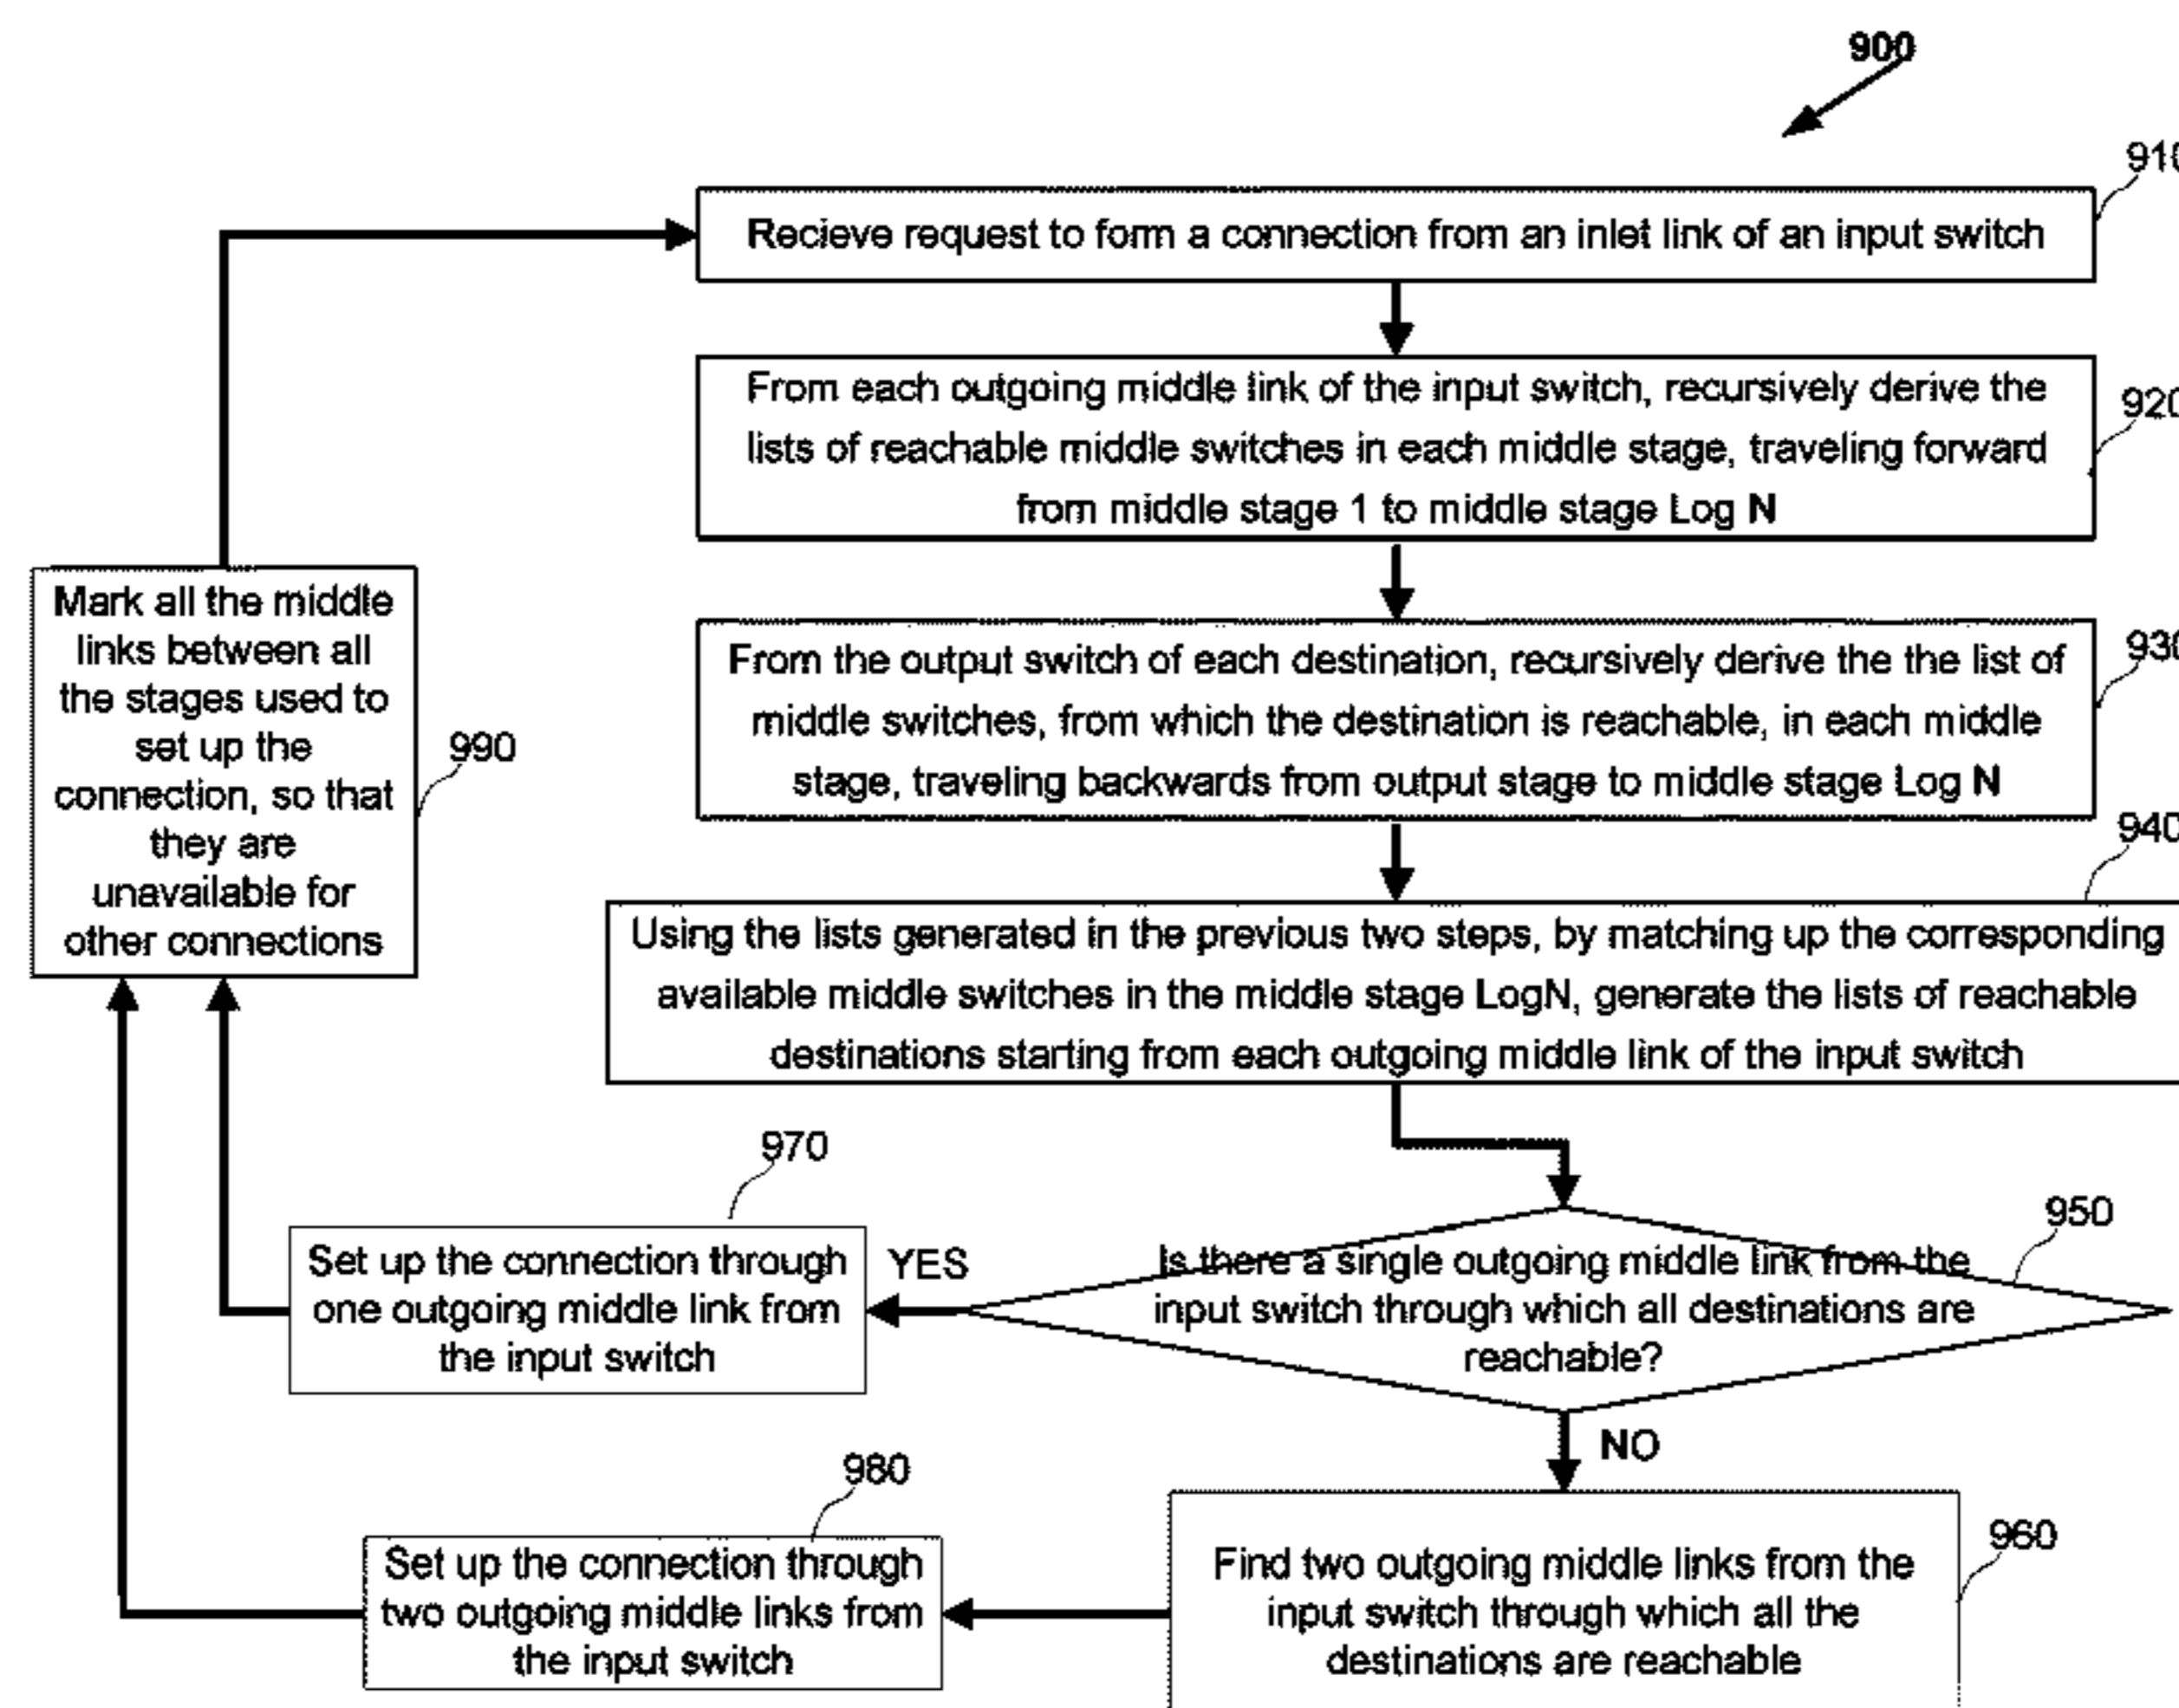 900
910
Recieve request to form a connection from an inlet link of an input switch
From each outgoing middle link of the input switch, recursively derive the
lists of reachable middle switches in each middle stage, traveling forward
from middle stage 1 to middle stage Log N
920
From the output switch of each destination, recursively derive the the list of
middle switches, from which the destination is reachable, in each middle
stage, traveling backwards from output stage to middle stage Log N
930
940
Using the lists generated in the previous two steps, by matching up the corresponding
available middle switches in the middle stage LogN, generate the lists of reachable
destinations starting from each outgoing middle link of the input switch
950
Is there a single outgoing middle link from the
input switch through which all destinations are
reachable?
YES
970
Set up the connection through
one outgoing middle link from
the input switch
NO
960
Find two outgoing middle links from the
input switch through which all the
destinations are reachable
980
Set up the connection through
two outgoing middle links from
the input switch
990
Mark all the middle
links between all
the stages used to
set up the
connection, so that
they are
unavailable for
other connections